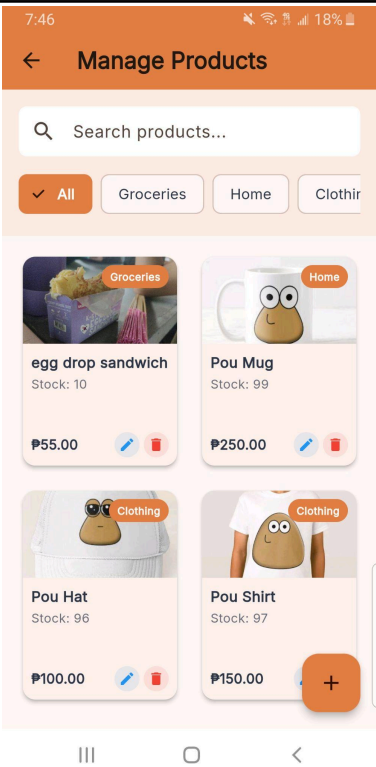 7:46 18%
Manage Products
Search products...
All Groceries Home Clothin
Groceries
egg drop sandwich
Stock: 10
₱55.00
Home
Pou Mug
Stock: 99
₱250.00
Clothing
Pou Hat
Stock: 96
₱100.00
Clothing
Pou Shirt
Stock: 97
₱150.00